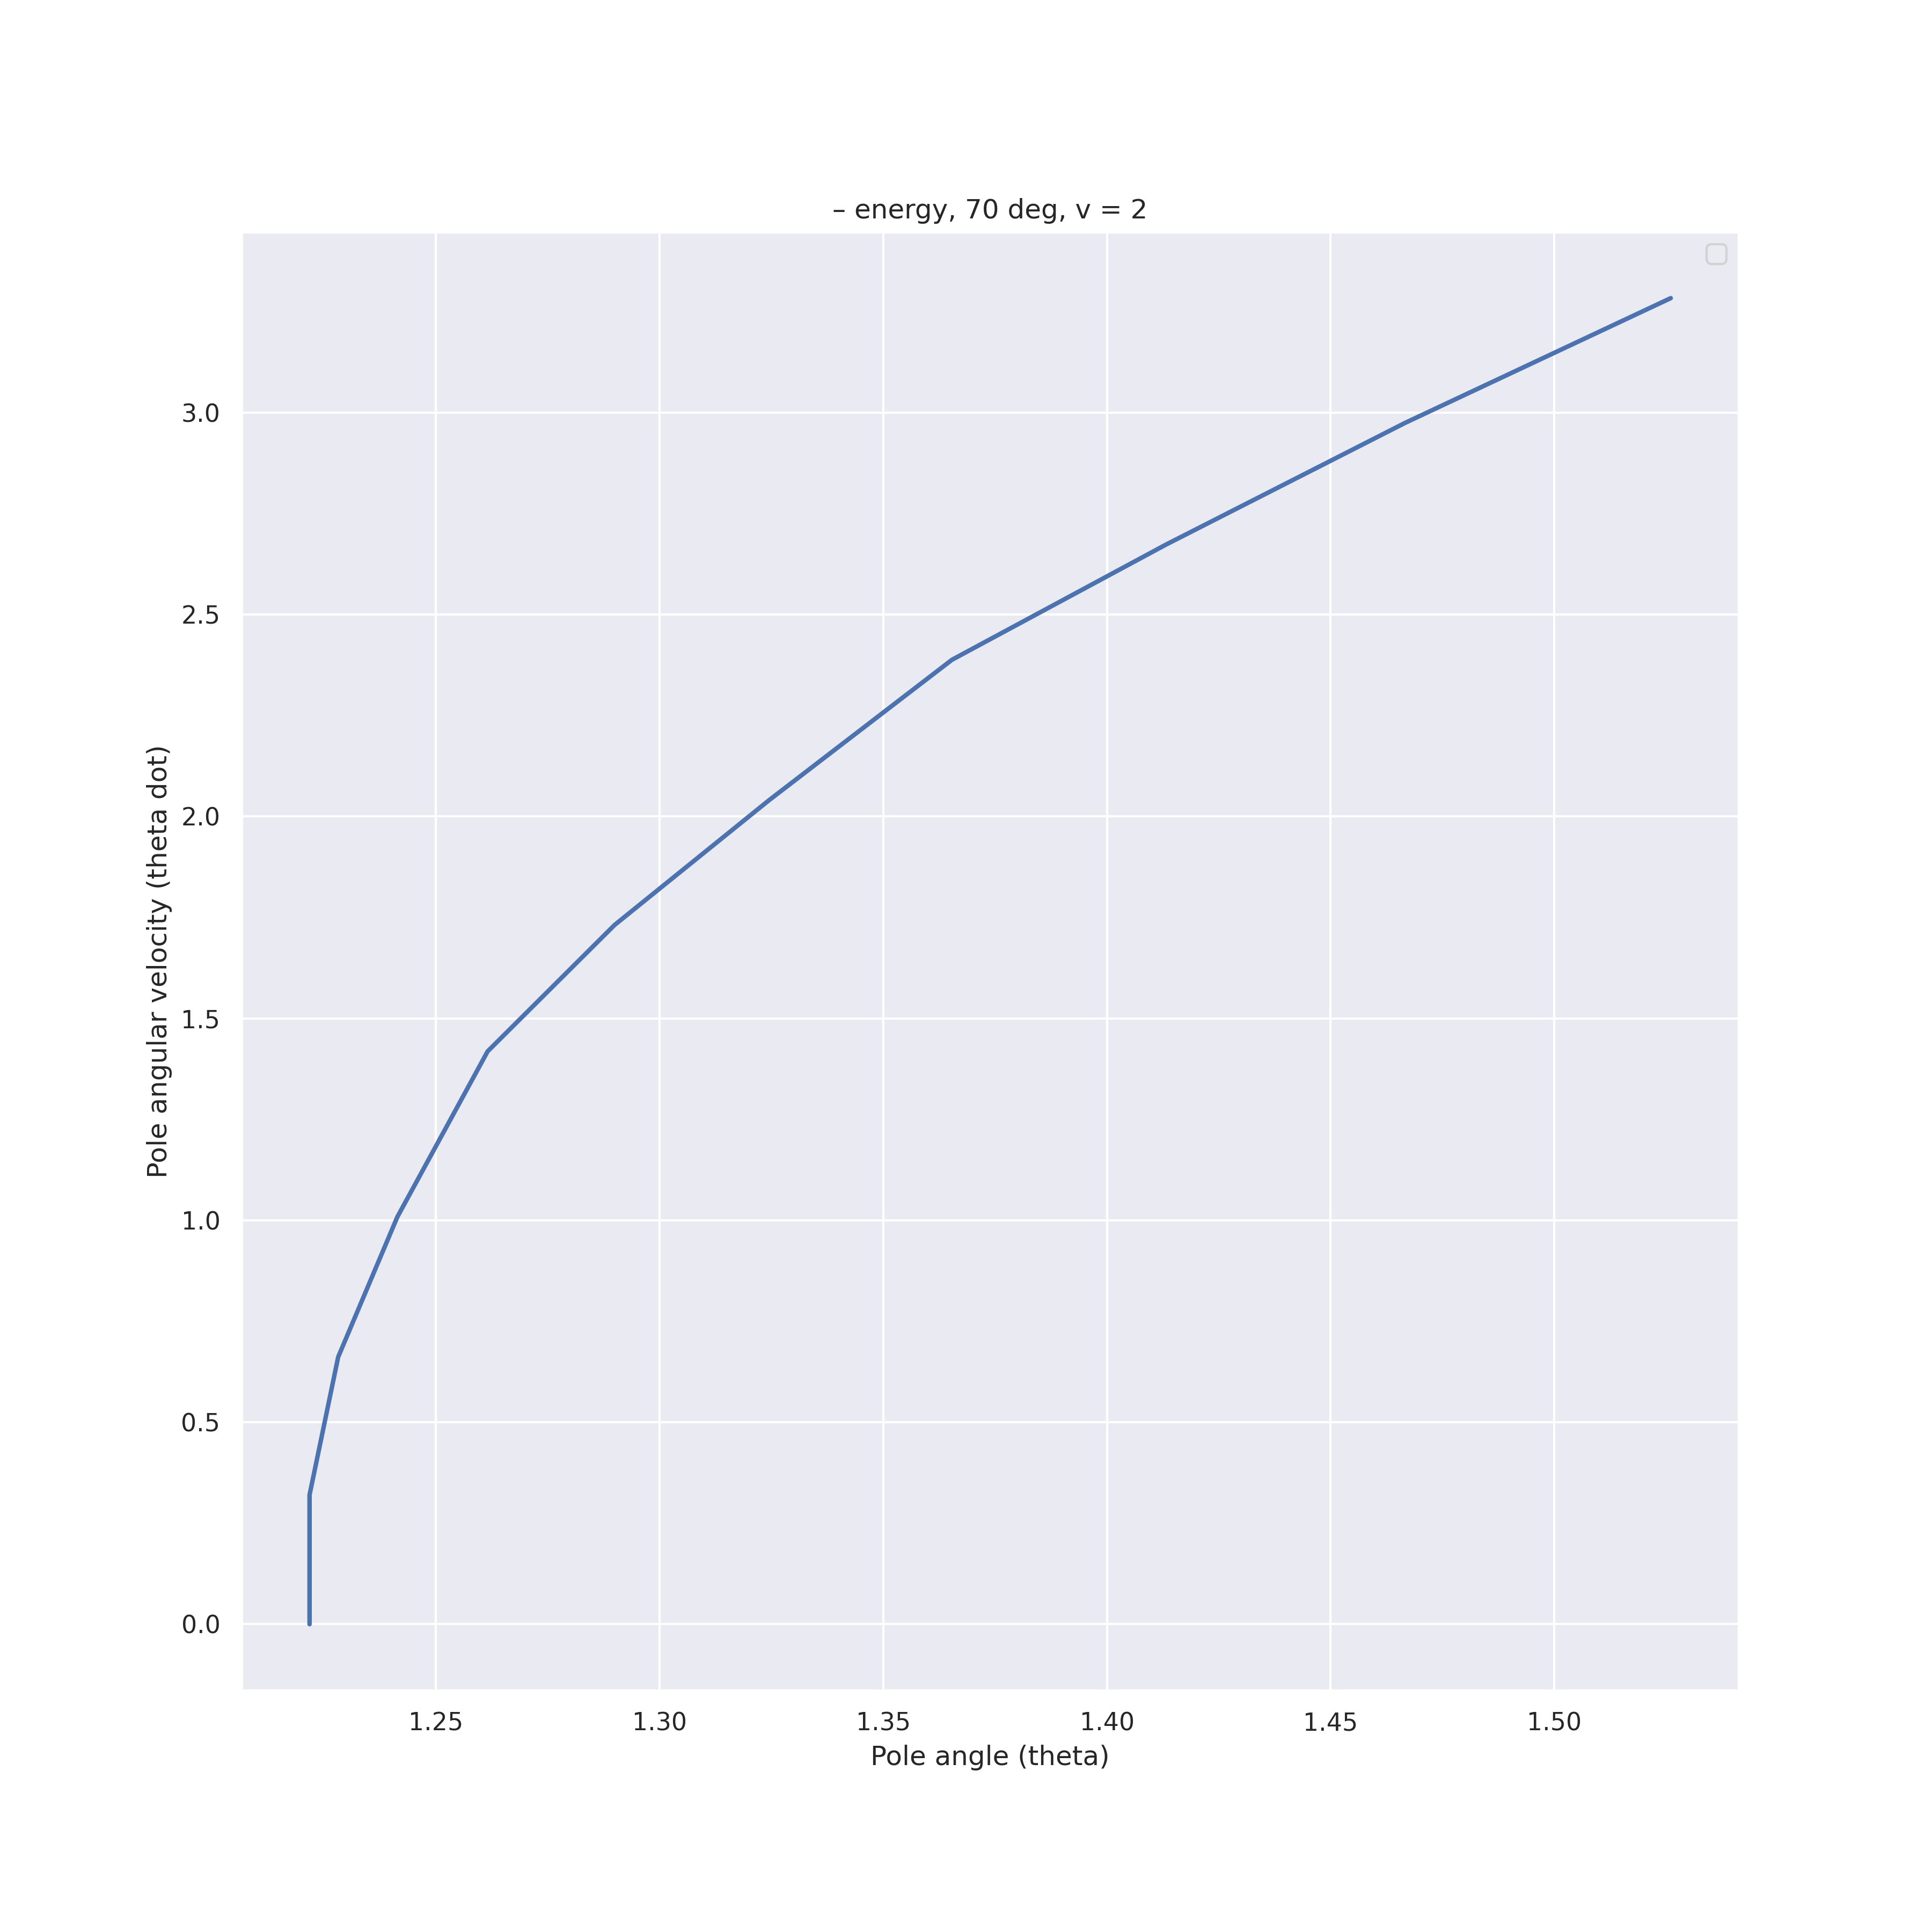 – energy, 70 deg, v = 2
3.0
2.5
2.0
1.5
1.0
0.5
0.0
Pole angular velocity (theta dot)
1.25 1.30 1.35 1.40 1.45 1.50
Pole angle (theta)